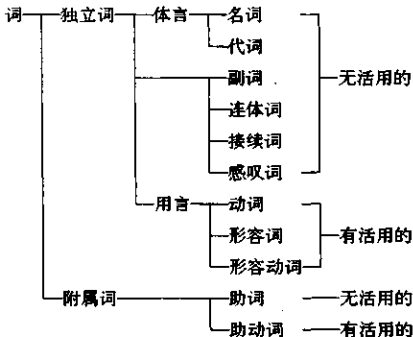 词 独立词 体言 名词
代词
副词 无活用的
连体词
接续词
感叹词
用言 动词
形容词 有活用的
形容动词
附属词 助词 无活用的
助动词 有活用的